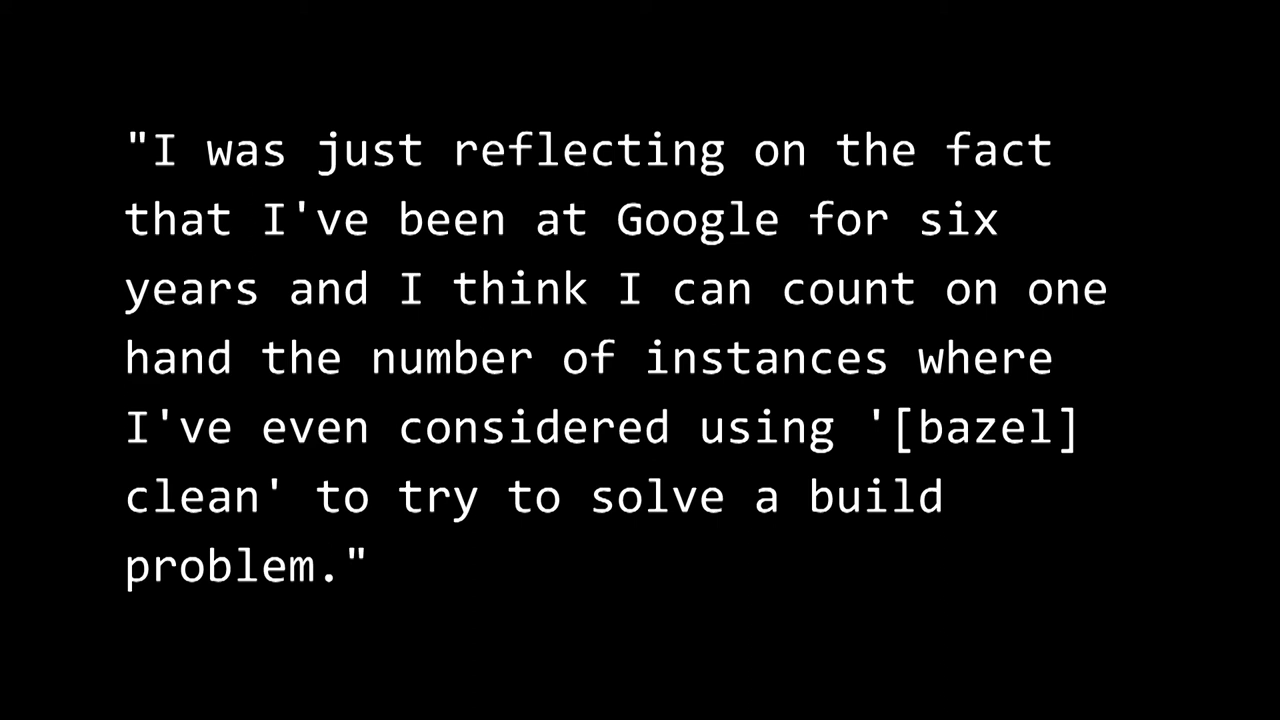 "I was just reflecting on the fact
that I've been at Google for six
years and I think I can count on one
hand the number of instances where
I've even considered using '[bazel]
clean' to try to solve a build
problem."